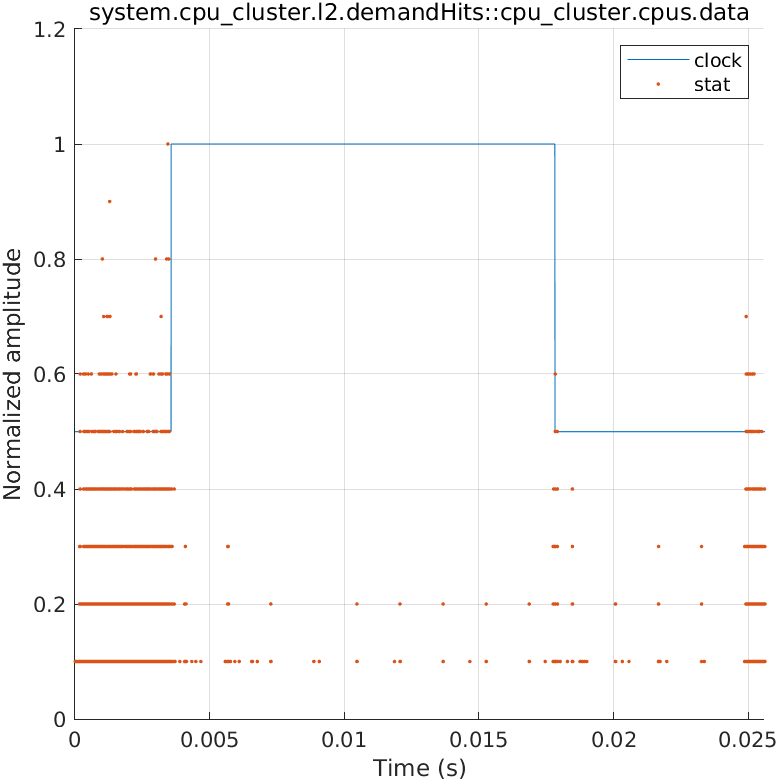 system.cpu_cluster.l2.demandHits::cpu_cluster.cpus.data
1.2
clock
stat
1
0.8
Normalized amplitude
0.6
0.4
0.2
0
0 0.005 0.01 0.015 0.02 0.025
Time (s)